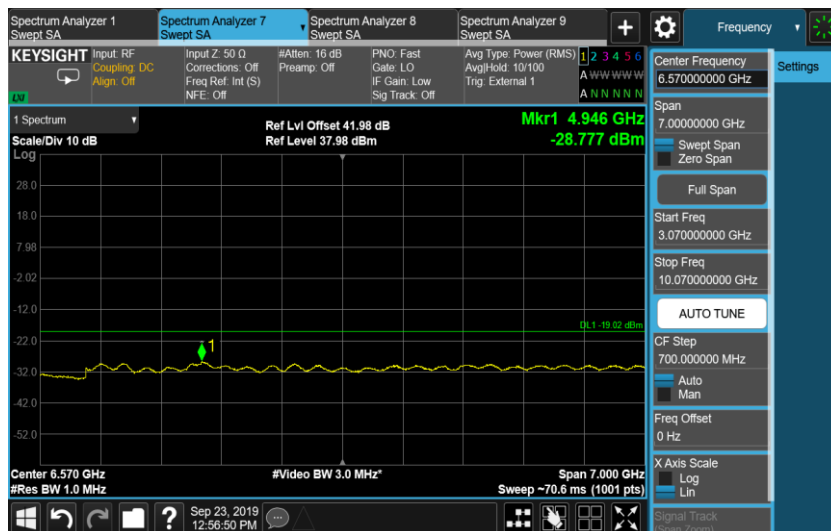 Spectrum Analyzer 1
Swept SA
Spectrum Analyzer 7
Swept SA
Spectrum Analyzer 8
Swept SA
Spectrum Analyzer 9
Swept SA
+
Frequency
KEYSIGHT
LXI
Input: RF
Coupling: DC
Align: Off
Input Z: 50 Ω
Corrections: Off
Freq Ref: Int (S)
NFE: Off
#Atten: 16 dB
Preamp: Off
PNO: Fast
Gate: LO
IF Gain: Low
Sig Track: Off
Avg Type: Power (RMS)
Avg|Hold: 10/100
Trig: External 1
1 2 3 4 5 6
A W W W W W
A N N N N N
1 Spectrum
Scale/Div 10 dB
Log
Ref Lvl Offset 41.98 dB
Ref Level 37.98 dBm
Mkr1 4.946 GHz
-28.777 dBm
28.0
18.0
7.98
-2.02
-12.0
DL1 -19.02 dBm
-22.0
1
-32.0
-42.0
-52.0
Center 6.570 GHz
#Res BW 1.0 MHz
#Video BW 3.0 MHz*
Span 7.000 GHz
Sweep ~70.6 ms (1001 pts)
?
Sep 23, 2019
12:56:50 PM
Center Frequency
6.570000000 GHz
Span
7.00000000 GHz
Swept Span
Zero Span
Full Span
Start Freq
3.070000000 GHz
Stop Freq
10.070000000 GHz
AUTO TUNE
CF Step
700.000000 MHz
Auto
Man
Freq Offset
0 Hz
X Axis Scale
Log
Lin
Signal Track
(Span Zoom)
Settings